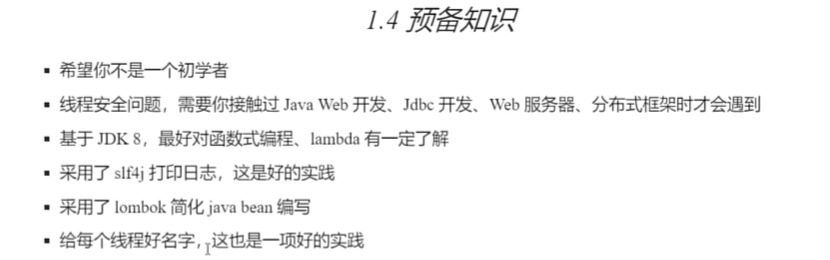 1.4 预备知识
▪ 希望你不是一个初学者
▪ 线程安全问题，需要你接触过 Java Web 开发、Jdbc 开发、Web 服务器、分布式框架时才会遇到
▪ 基于 JDK 8，最好对函数式编程、lambda 有一定了解
▪ 采用了 slf4j 打印日志，这是好的实践
▪ 采用了 lombok 简化 java bean 编写
▪ 给每个线程好名字，这也是一项好的实践